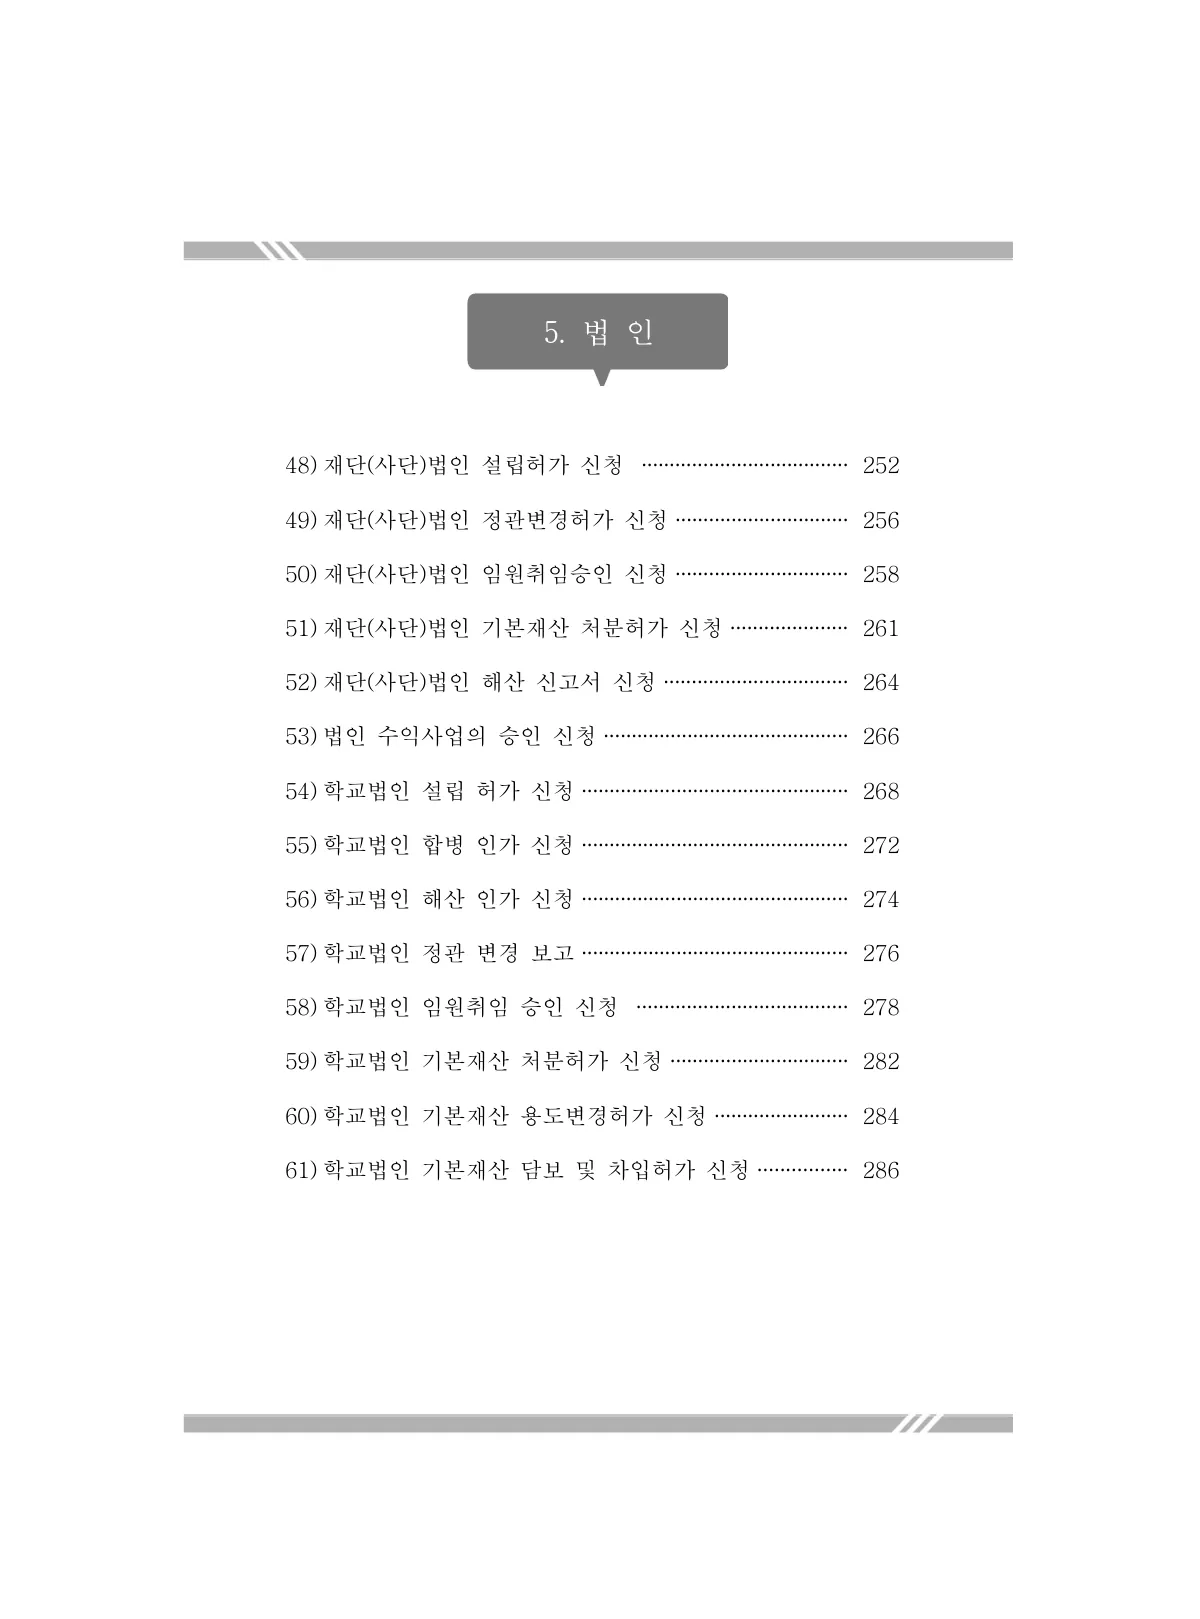 5. 법 인
48) 재단(사단)법인 설립허가 신청 ····································· 252
49) 재단(사단)법인 정관변경허가 신청 ······························· 256
50) 재단(사단)법인 임원취임승인 신청 ······························· 258
51) 재단(사단)법인 기본재산 처분허가 신청 ····················· 261
52) 재단(사단)법인 해산 신고서 신청 ································· 264
53) 법인 수익사업의 승인 신청 ············································ 266
54) 학교법인 설립 허가 신청 ················································ 268
55) 학교법인 합병 인가 신청 ················································ 272
56) 학교법인 해산 인가 신청 ················································ 274
57) 학교법인 정관 변경 보고 ················································ 276
58) 학교법인 임원취임 승인 신청 ······································ 278
59) 학교법인 기본재산 처분허가 신청 ································ 282
60) 학교법인 기본재산 용도변경허가 신청 ························ 284
61) 학교법인 기본재산 담보 및 차입허가 신청 ················ 286